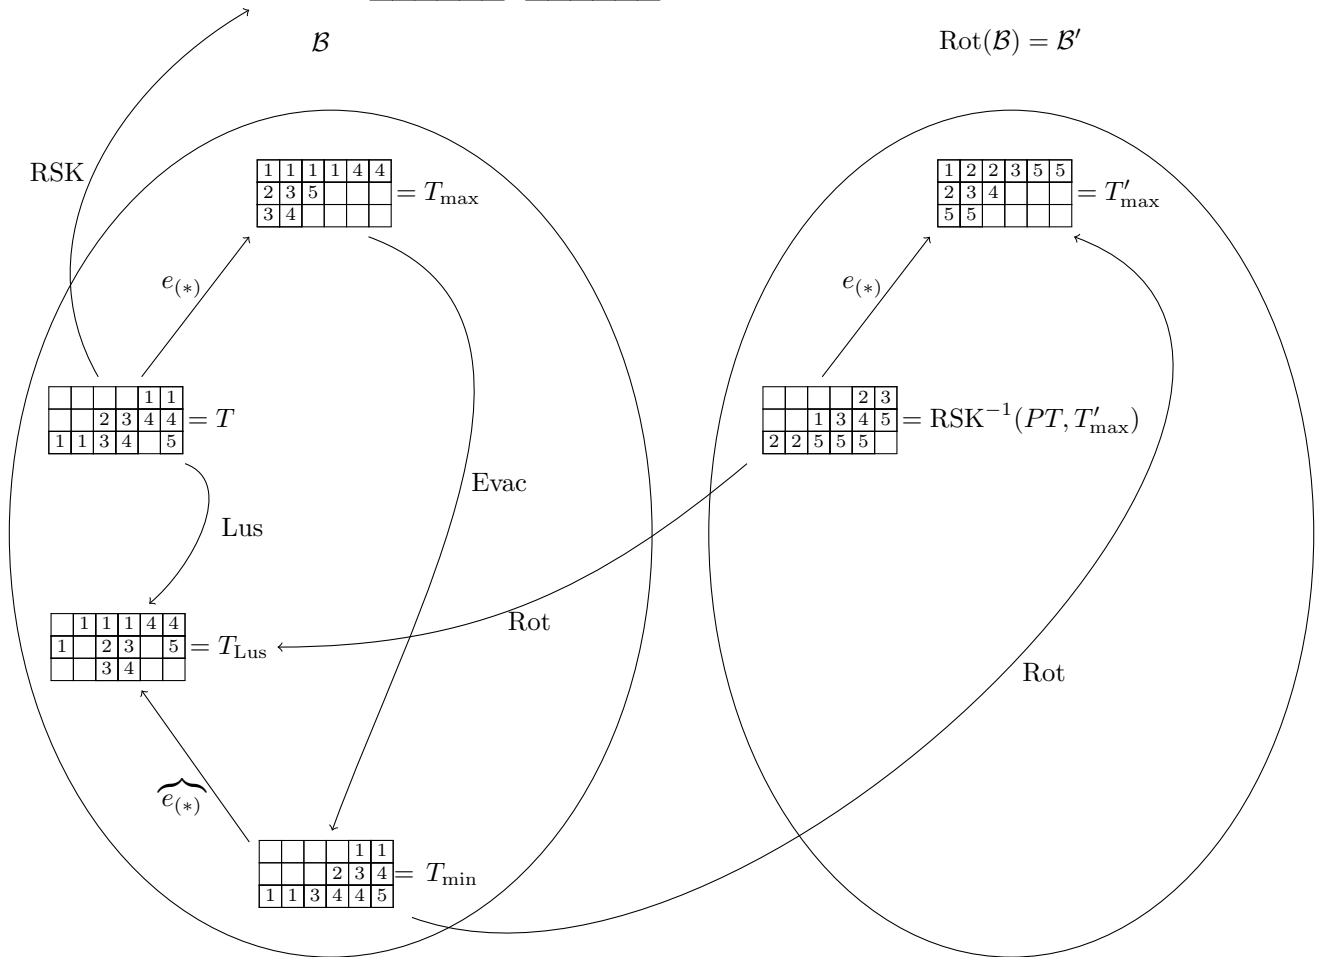 𝓑
Rot(𝓑) = 𝓑′
RSK
1 1 1 1 4 4
2 3 5
3 4
= T_max
1 2 2 3 5 5
2 3 4
5 5
= T′_max
e_(∗)
e_(∗)
1 1
2 3 4 4
1 1 3 4 5
= T
2 3
1 3 4 5
2 2 5 5 5
= RSK⁻¹(PT, T′_max)
Evac
Lus
1 1 1 4 4
1 2 3 5
3 4
= T_Lus
Rot
Rot
e_(∗)
1 1
2 3 4
1 1 3 4 4 5
= T_min